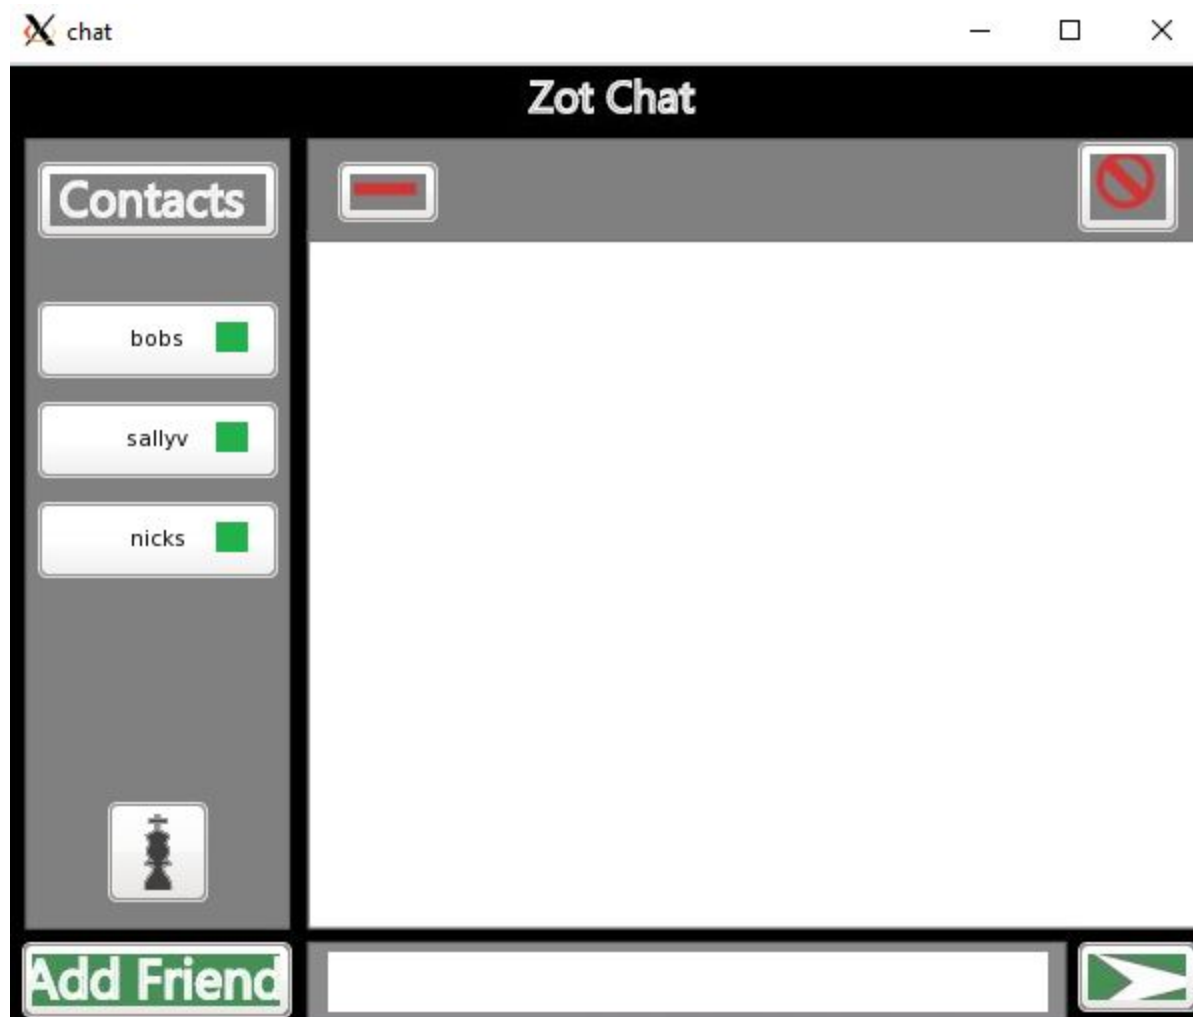 chat
Zot Chat
Contacts
bobs
sallyv
nicks
Add Friend